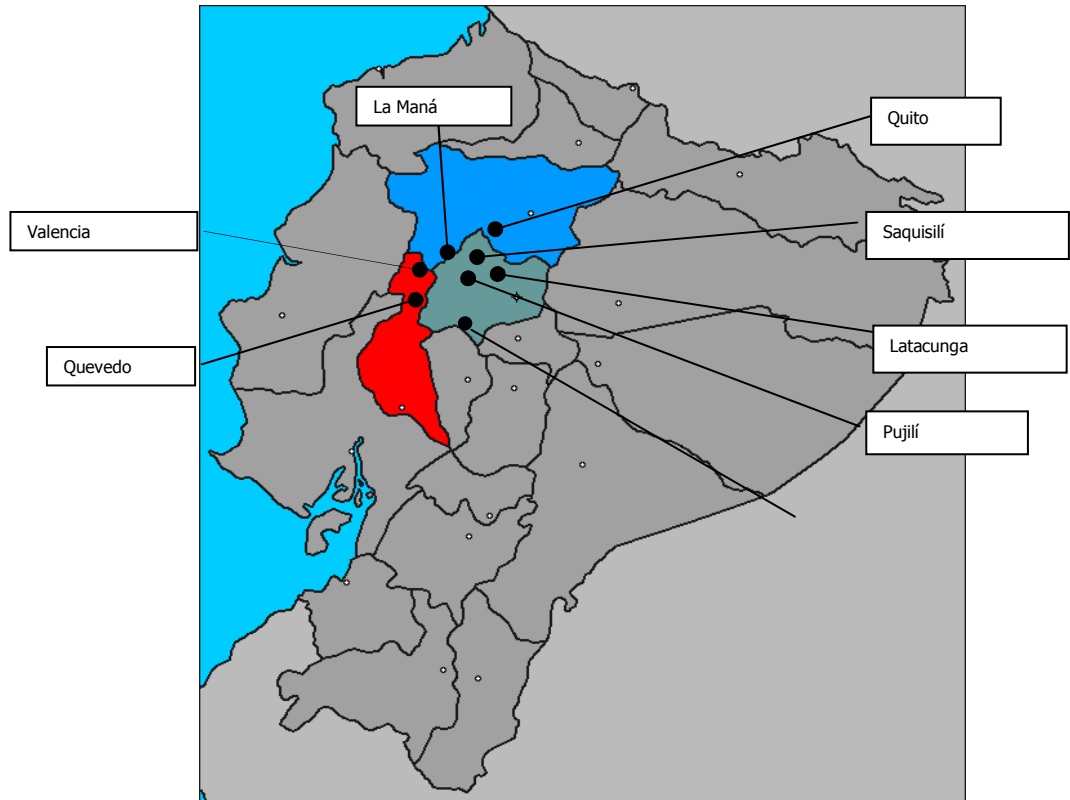 La Maná
Quito
Valencia
Saquisilí
Latacunga
Quevedo
Pujilí